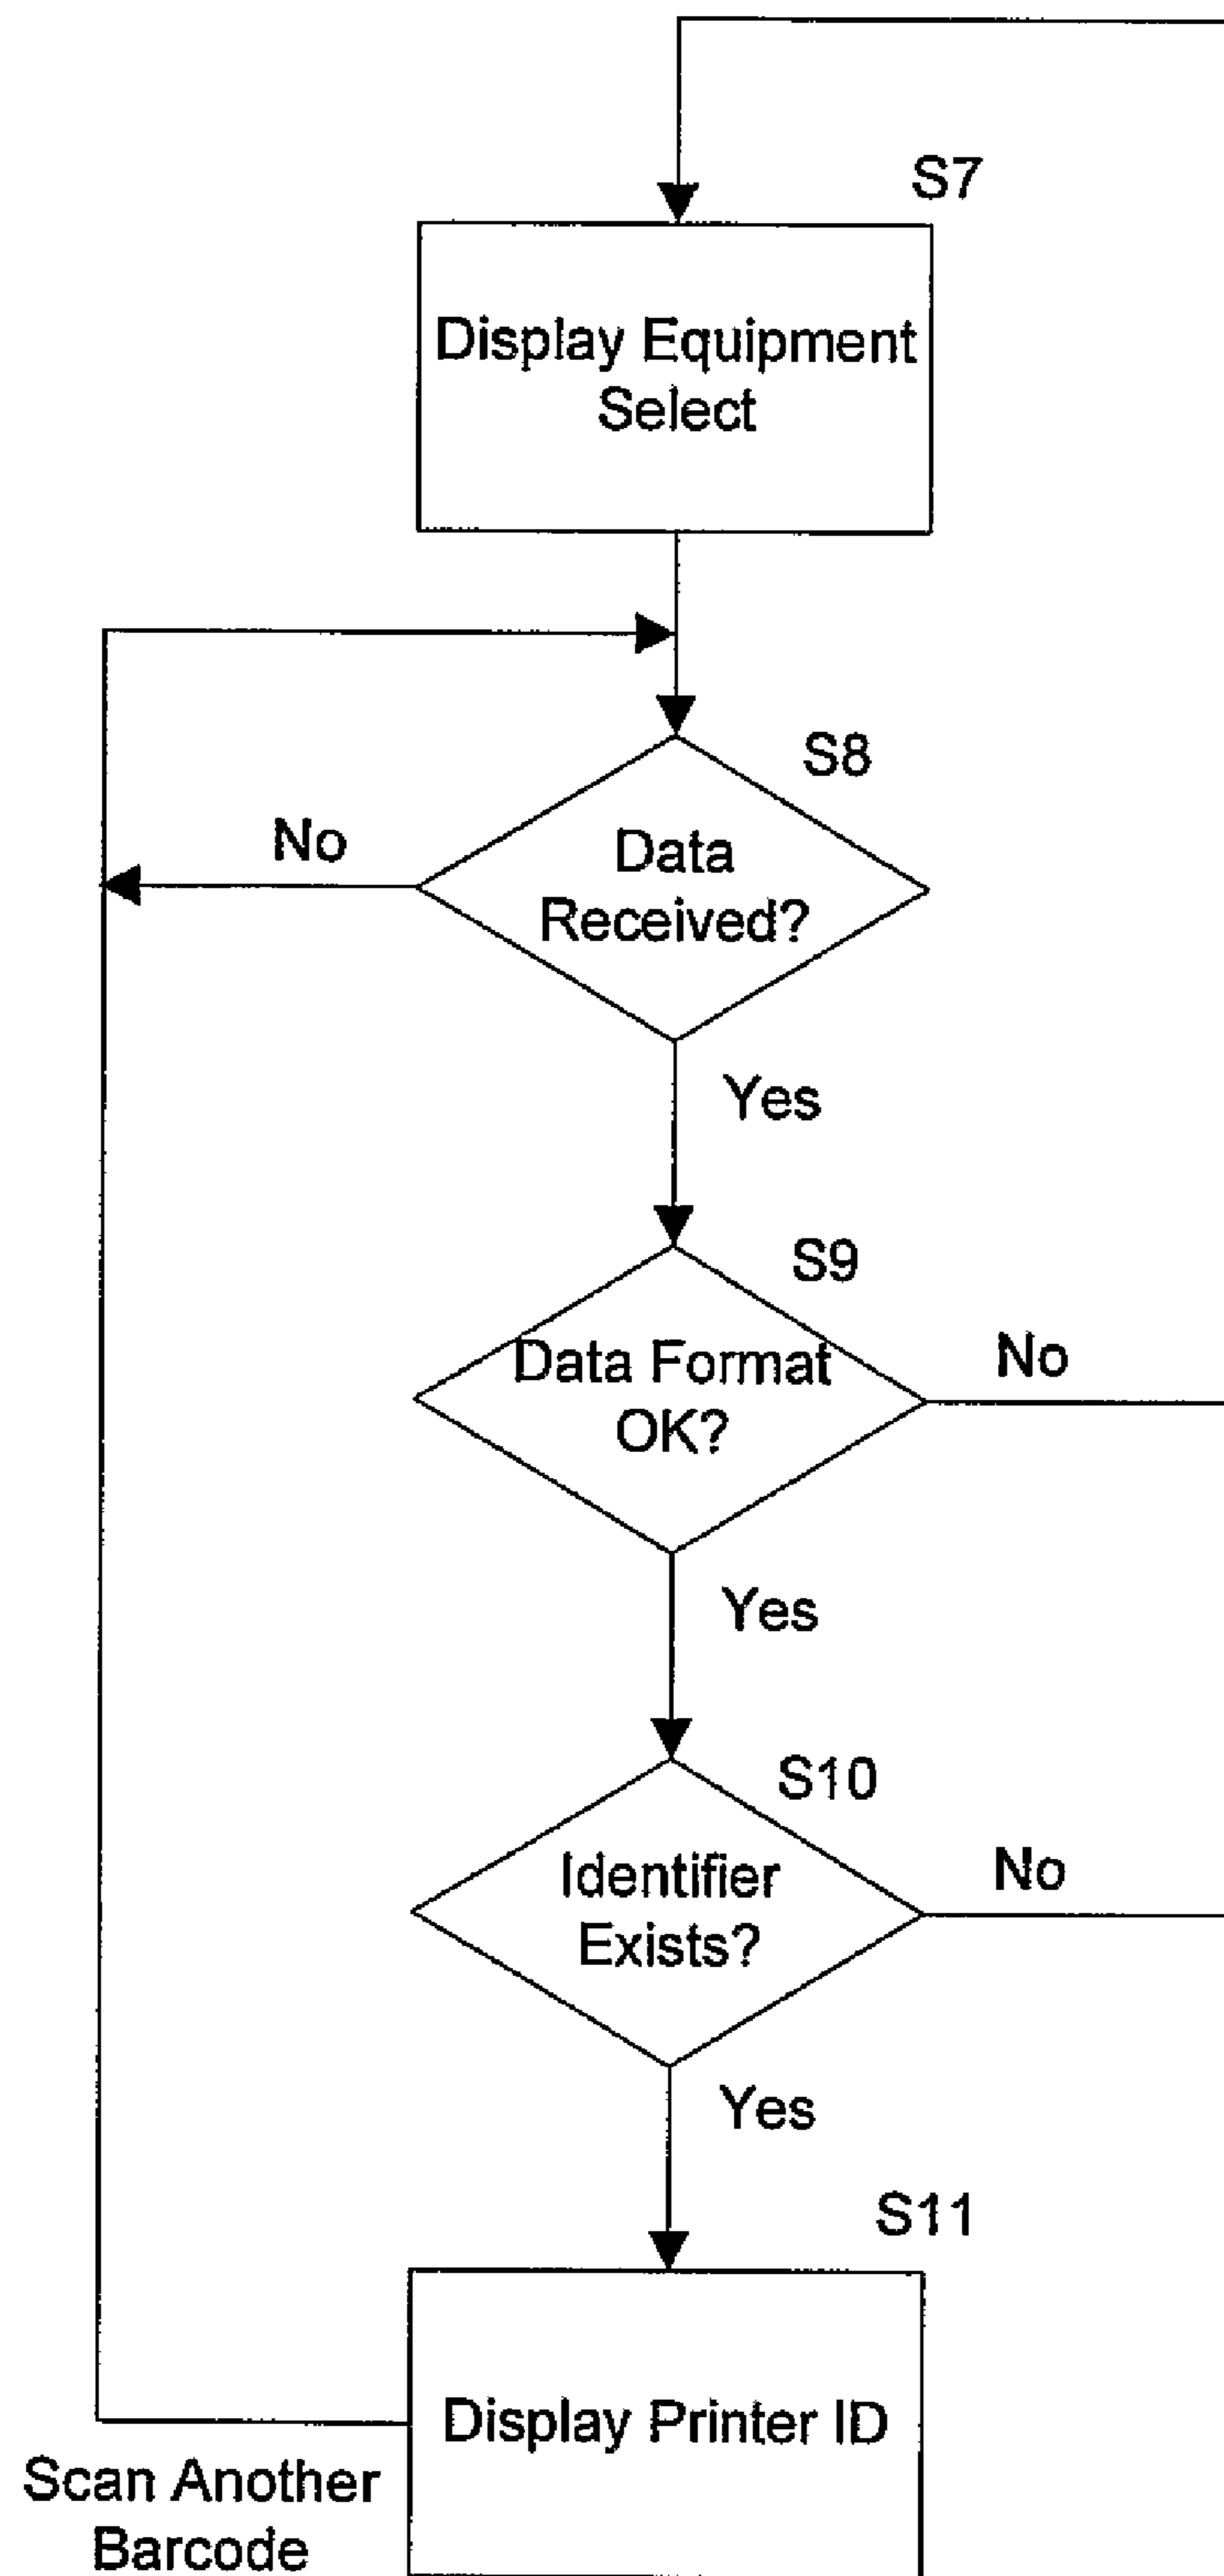 S7
Display Equipment
Select
S8
No
Data
Received?
Yes
S9
Data Format
OK?
No
Yes
S10
Identifier
Exists?
No
Yes
S11
Display Printer ID
Scan Another
Barcode